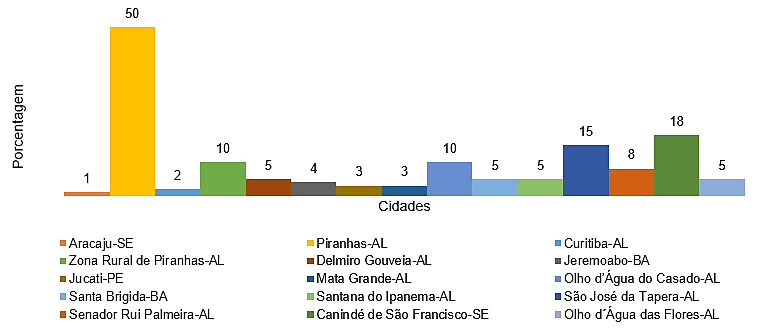 50
18
15
10
10
8
5
5
5
5
4
3
3
2
1
Porcentagem
Cidades
Aracaju-SE
Piranhas-AL
Curitiba-AL
Zona Rural de Piranhas-AL
Delmiro Gouveia-AL
Jeremoabo-BA
Jucati-PE
Mata Grande-AL
Olho d'Água do Casado-AL
Santa Brigida-BA
Santana do Ipanema-AL
São José da Tapera-AL
Senador Rui Palmeira-AL
Canindé de São Francisco-SE
Olho d´Água das Flores-AL